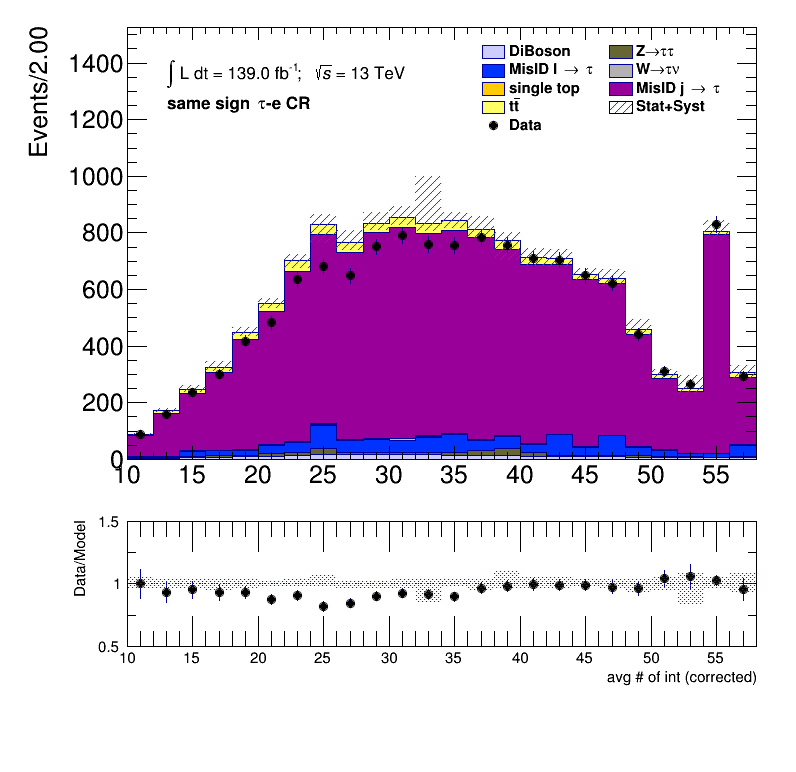 Events/2.00
1400
1200
1000
800
600
400
200
0
∫ L dt = 139.0 fb⁻¹; √s = 13 TeV
same sign τ-e CR
DiBoson
MisID l → τ
single top
tt̄
Data
Z→ττ
W→τν
MisID j → τ
Stat+Syst
10 15 20 25 30 35 40 45 50 55
Data/Model
1.5
1
0.5
10 15 20 25 30 35 40 45 50 55
avg # of int (corrected)